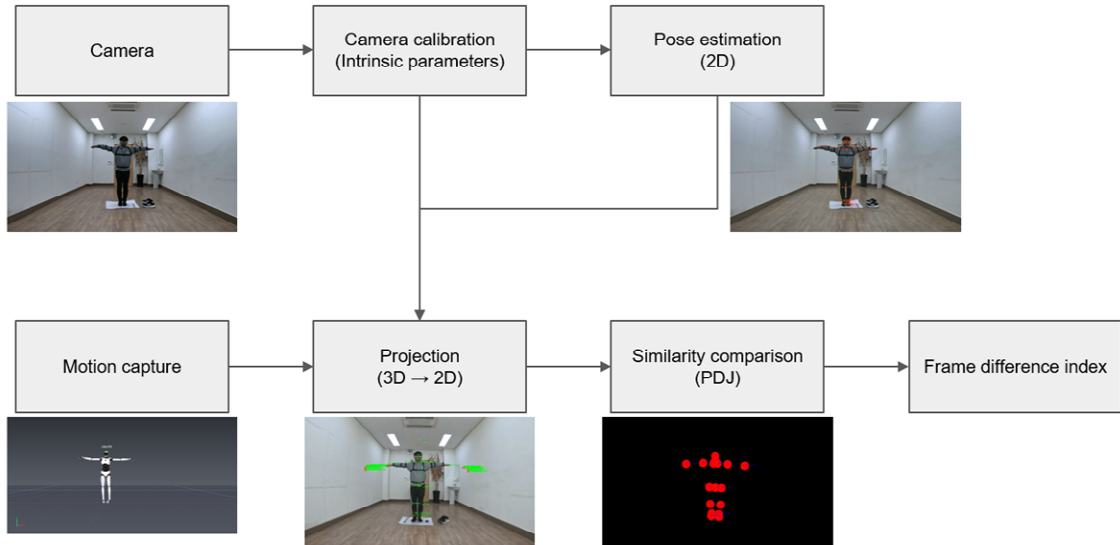 Camera
Camera calibration
(Intrinsic parameters)
Pose estimation
(2D)
Motion capture
Projection
(3D → 2D)
Similarity comparison
(PDJ)
Frame difference index